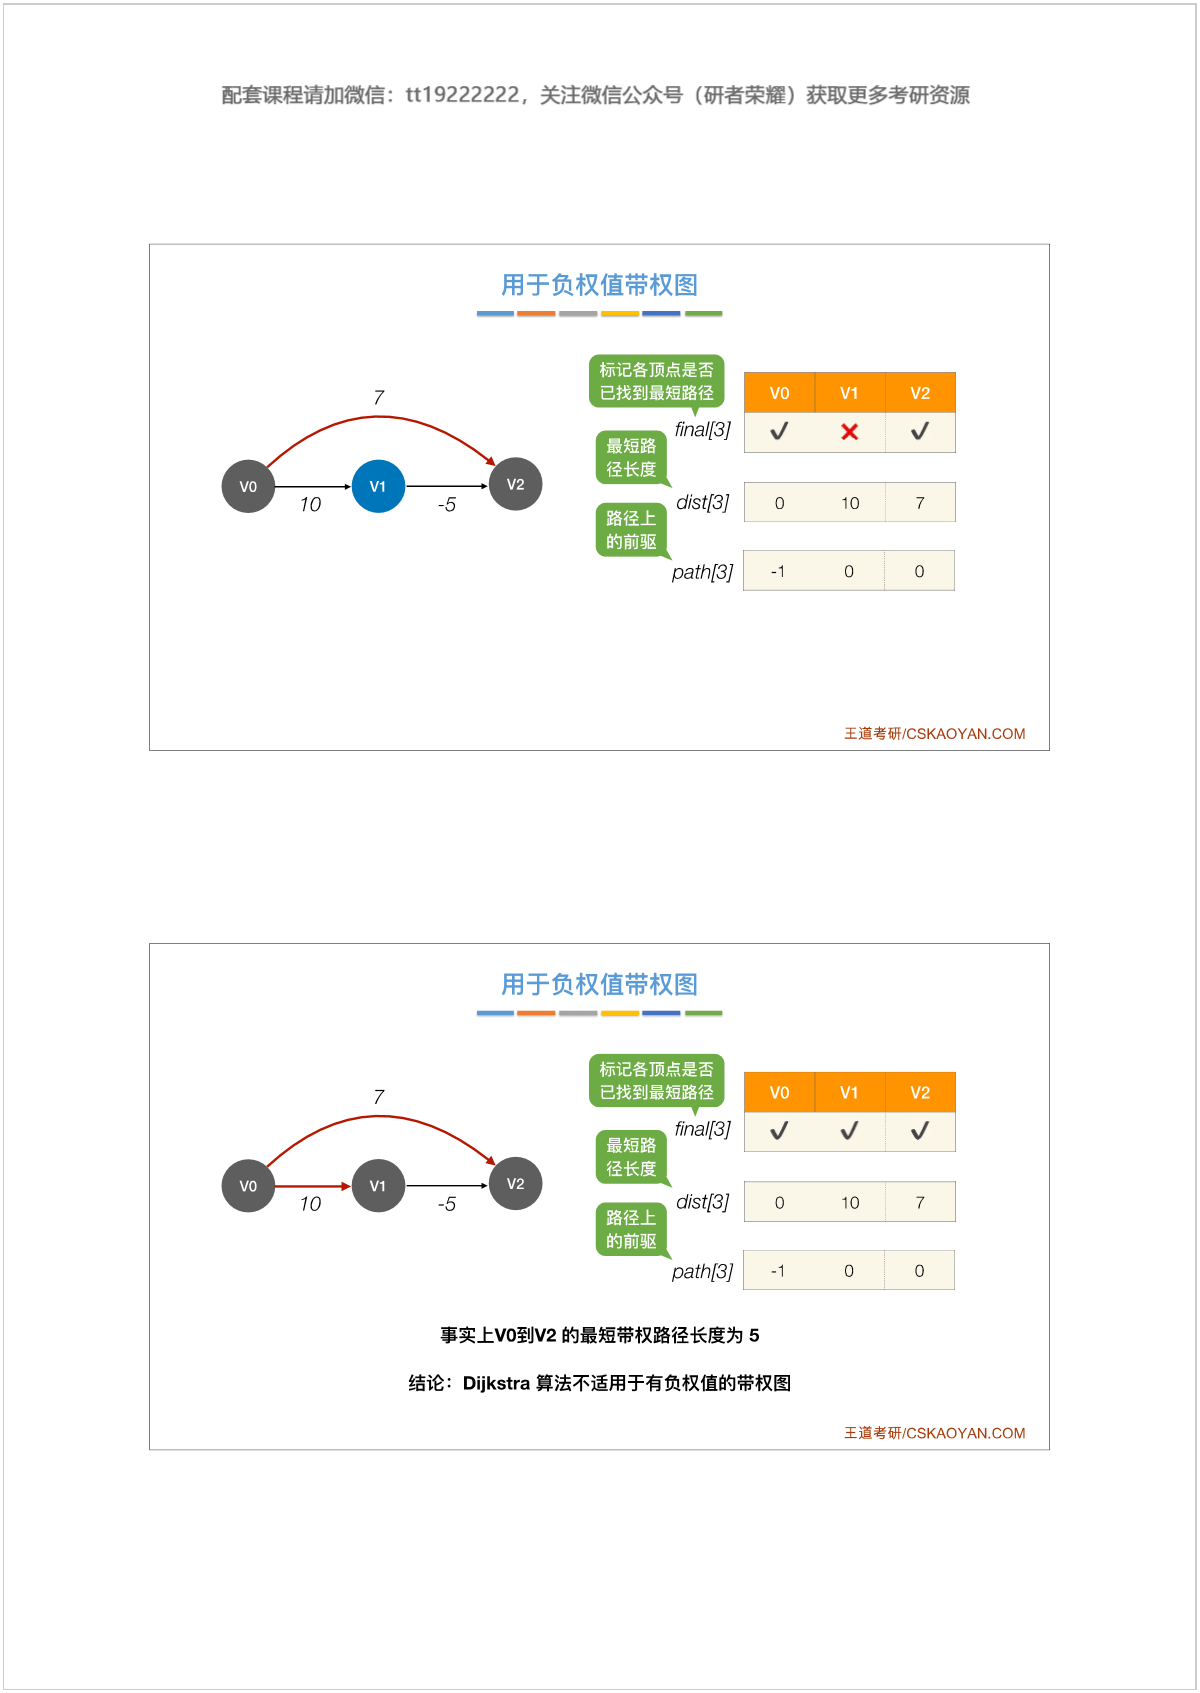 配套课程请加微信：tt19222222，关注微信公众号（研者荣耀）获取更多考研资源
用于负权值带权图
标记各顶点是否
已找到最短路径
V0 V1 V2
final[3] ✔ ✖ ✔
最短路
径长度
dist[3] 0 10 7
路径上
的前驱
path[3] -1 0 0
7
V0 V1 V2
10 -5
王道考研/CSKAOYAN.COM
用于负权值带权图
标记各顶点是否
已找到最短路径
V0 V1 V2
final[3] ✔ ✔ ✔
最短路
径长度
dist[3] 0 10 7
路径上
的前驱
path[3] -1 0 0
7
V0 V1 V2
10 -5
事实上V0到V2 的最短带权路径长度为 5
结论：Dijkstra 算法不适用于有负权值的带权图
王道考研/CSKAOYAN.COM